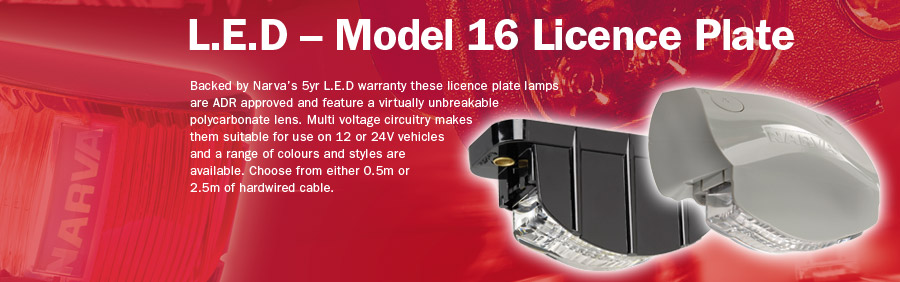 L.E.D – Model 16 Licence Plate
Backed by Narva's 5yr L.E.D warranty these licence plate lamps
are ADR approved and feature a virtually unbreakable
polycarbonate lens. Multi voltage circuitry makes
them suitable for use on 12 or 24V vehicles
and a range of colours and styles are
available. Choose from either 0.5m or
2.5m of hardwired cable.
NARVA
NARVA